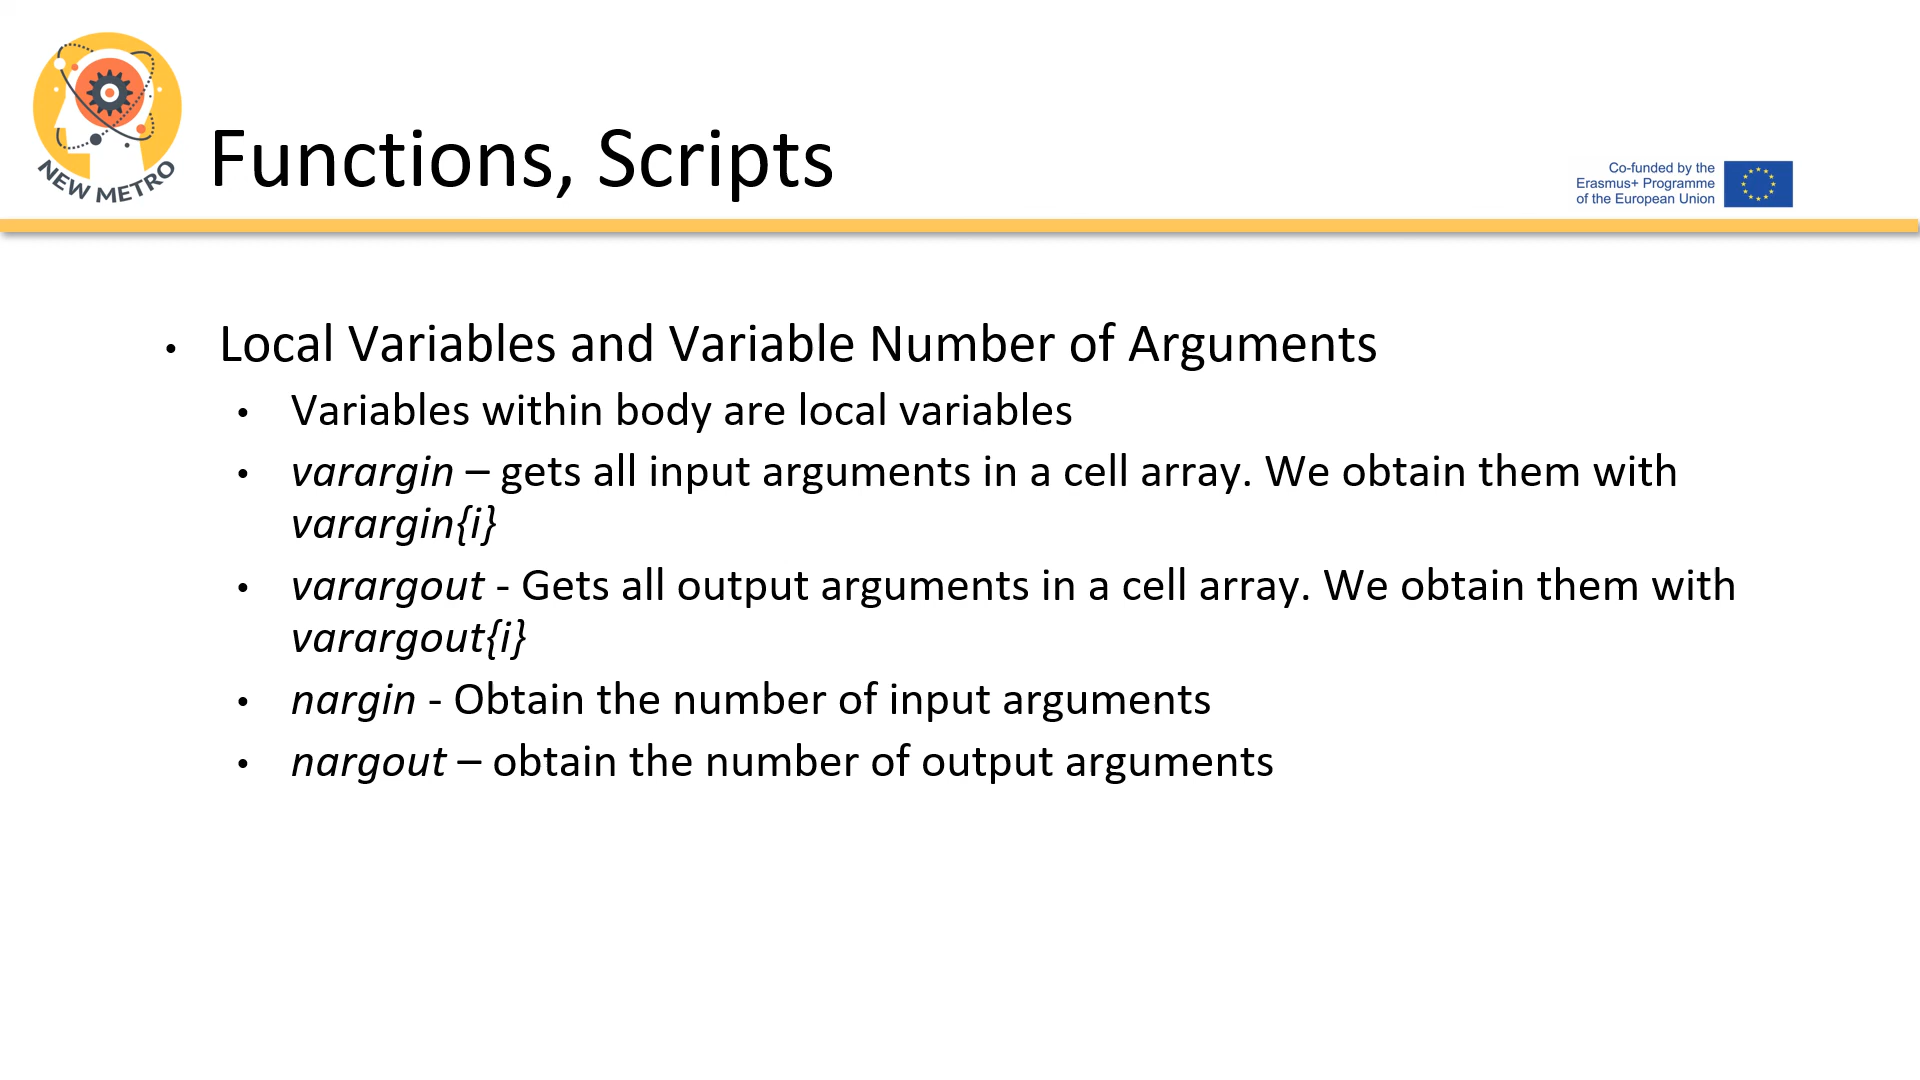 NEW METRO
Functions, Scripts
Co-funded by the
Erasmus+ Programme
of the European Union
• Local Variables and Variable Number of Arguments
• Variables within body are local variables
• varargin – gets all input arguments in a cell array. We obtain them with
varargin{i}
• varargout - Gets all output arguments in a cell array. We obtain them with
varargout{i}
• nargin - Obtain the number of input arguments
• nargout – obtain the number of output arguments